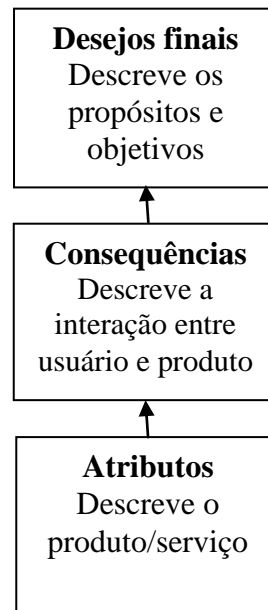 Desejos finais
Descreve os
propósitos e
objetivos
Consequências
Descreve a
interação entre
usuário e produto
Atributos
Descreve o
produto/serviço